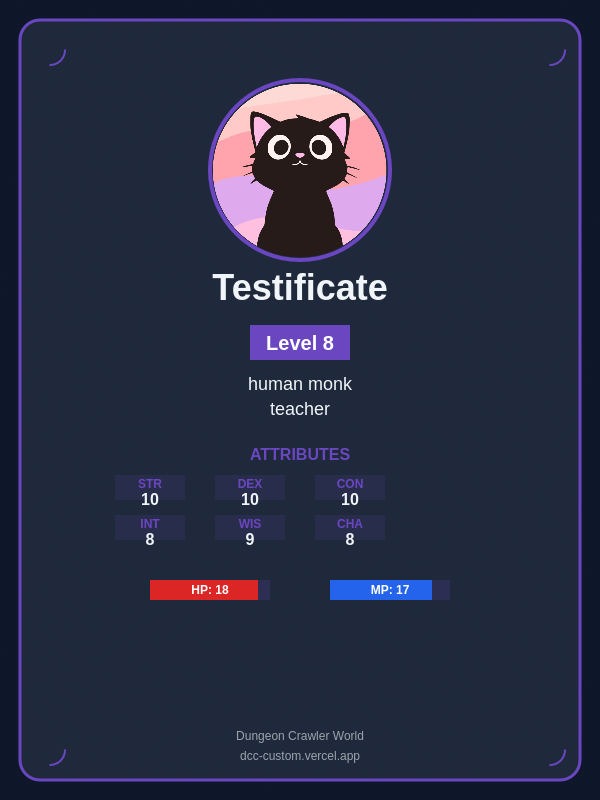 Testificate
Level 8
human monk
teacher
ATTRIBUTES
STR DEX CON
10 10 10
INT WIS CHA
8 9 8
HP: 18 MP: 17
Dungeon Crawler World
dcc-custom.vercel.app